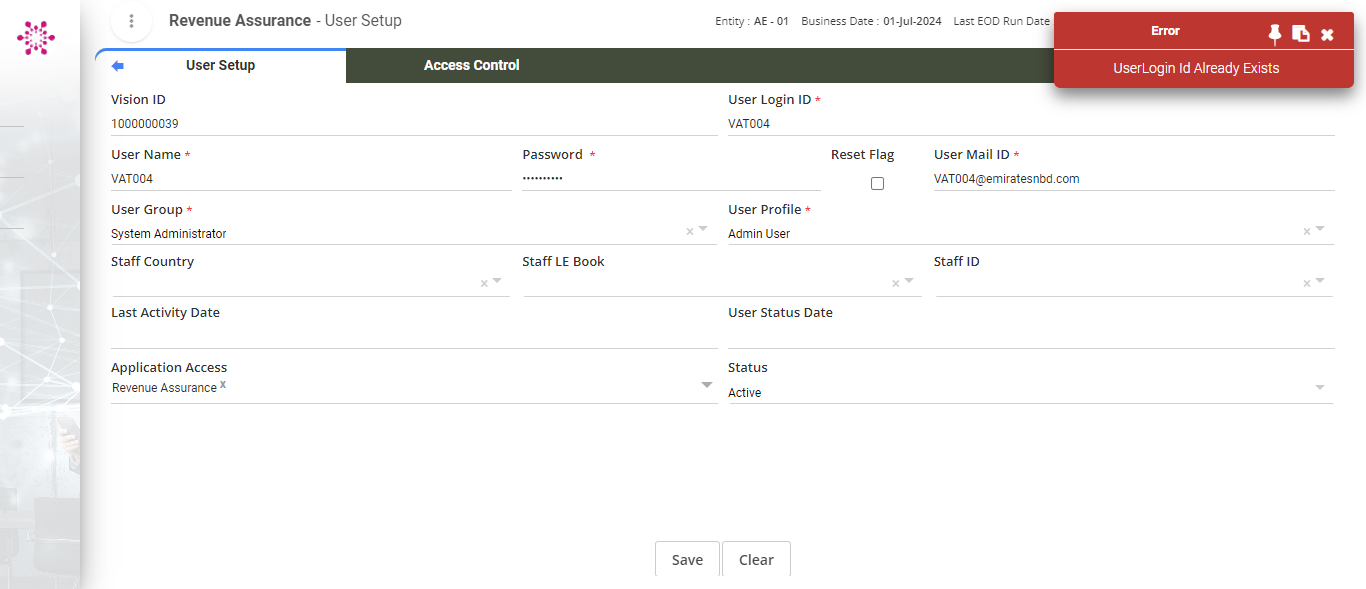 Revenue Assurance - User Setup
Entity : AE - 01 Business Date : 01-Jul-2024 Last EOD Run Date
Error
UserLogin Id Already Exists
User Setup
Access Control
Vision ID
1000000039
User Login ID *
VAT004
User Name *
VAT004
Password *
••••••••••
Reset Flag
User Mail ID *
VAT004@emiratesnbd.com
User Group *
System Administrator
User Profile *
Admin User
Staff Country
Staff LE Book
Staff ID
Last Activity Date
User Status Date
Application Access
Revenue Assurance x
Status
Active
Save
Clear